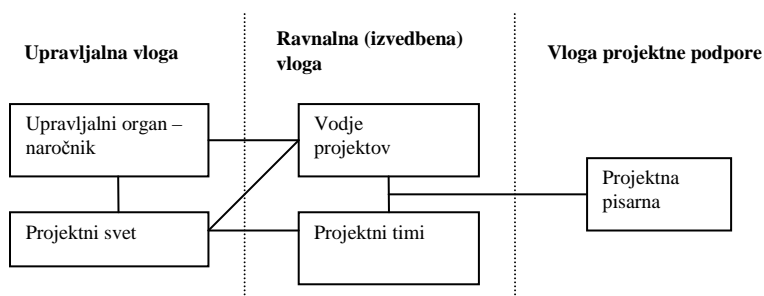 Upravljalna vloga
Ravnalna (izvedbena)
vloga
Vloga projektne podpore
Upravljalni organ –
naročnik
Vodje
projektov
Projektna
pisarna
Projektni svet
Projektni timi